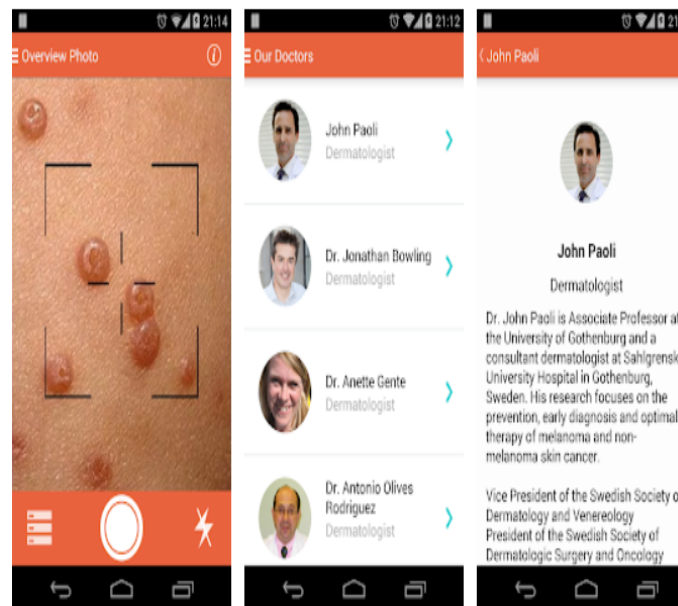 21:14
Overview Photo
i
21:12
Our Doctors
John Paoli
Dermatologist
Dr. Jonathan Bowling
Dermatologist
Dr. Anette Gente
Dermatologist
Dr. Antonio Olives
Rodriguez
Dermatologist
21
John Paoli
John Paoli
Dermatologist
Dr. John Paoli is Associate Professor at
the University of Gothenburg and a
consultant dermatologist at Sahlgrensk
University Hospital in Gothenburg,
Sweden. His research focuses on the
prevention, early diagnosis and optimal
therapy of melanoma and non-
melanoma skin cancer.
Vice President of the Swedish Society o
Dermatology and Venereology
President of the Swedish Society of
Dermatologic Surgery and Oncology